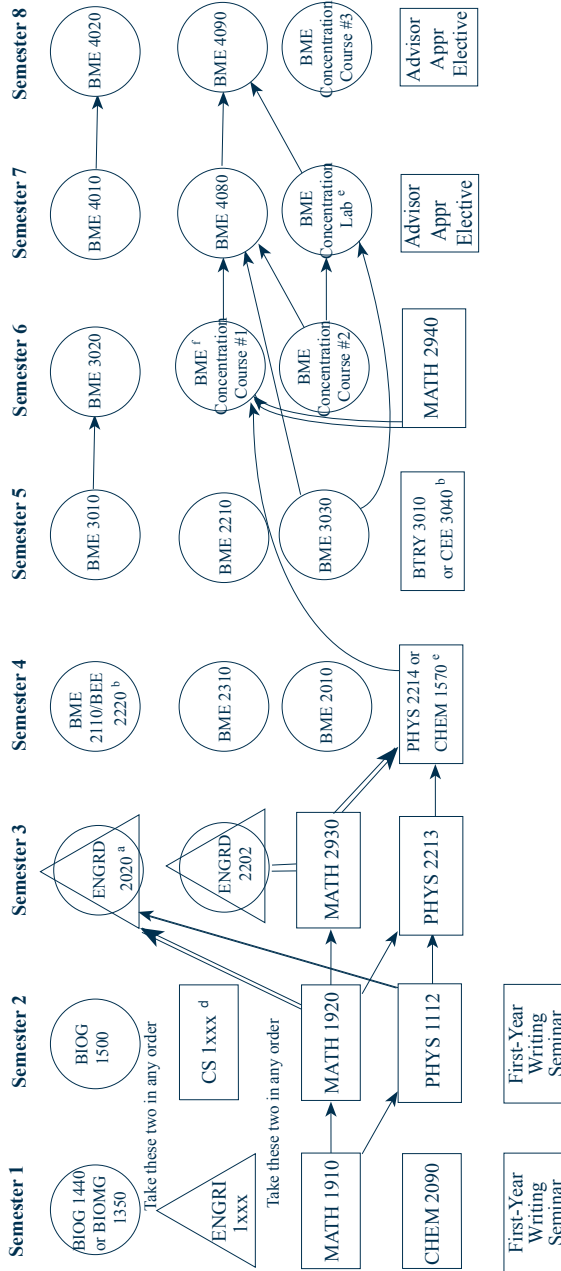 Semester 1
Semester 2
Semester 3
Semester 4
Semester 5
Semester 6
Semester 7
Semester 8
BIOG 1440
or BIOMG
1350
BIOG
1500
ENGRD
2020 a
BME
2110/BEE
2220 b
BME 3010
BME 3020
BME 4010
BME 4020
Take these two in any order
ENGRI
1xxx
CS 1xxx d
ENGRD
2202
BME 2310
BME 2210
BME f
Concentration
Course #1
BME 4080
BME 4090
Take these two in any order
MATH 1910
MATH 1920
MATH 2930
BME 2010
BME 3030
BME
Concentration
Course #2
BME
Concentration
Lab e
BME
Concentration
Course #3
CHEM 2090
PHYS 1112
PHYS 2213
PHYS 2214 or
CHEM 1570 e
BTRY 3010
or CEE 3040 b
MATH 2940
Advisor
Appr
Elective
Advisor
Appr
Elective
First-Year
Writing
Seminar
First-Year
Writing
Seminar